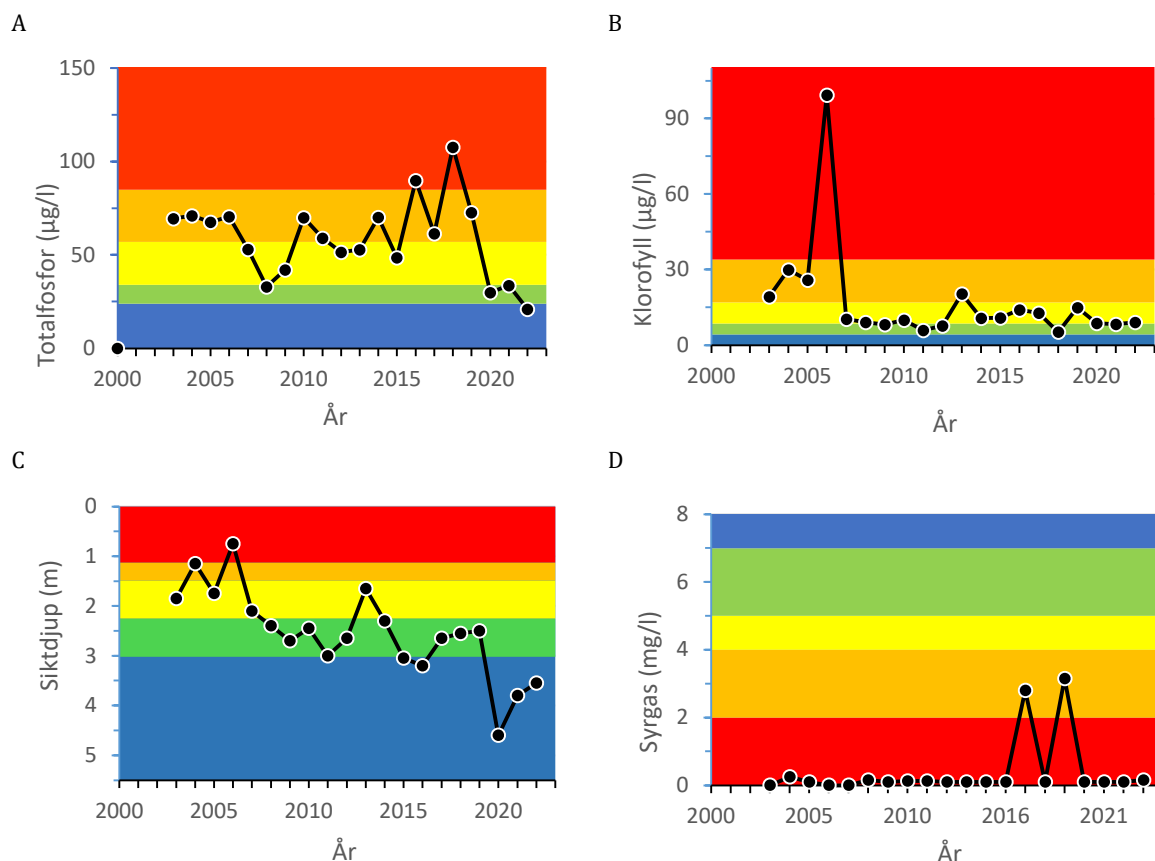 A
150
100
50
0
Totalfosfor (µg/l)
2000 2005 2010 2015 2020
År
B
90
60
30
0
Klorofyll (µg/l)
2000 2005 2010 2015 2020
År
C
0
1
2
3
4
5
Siktdjup (m)
2000 2005 2010 2015 2020
År
D
8
6
4
2
0
Syrgas (mg/l)
2000 2005 2010 2016 2021
År